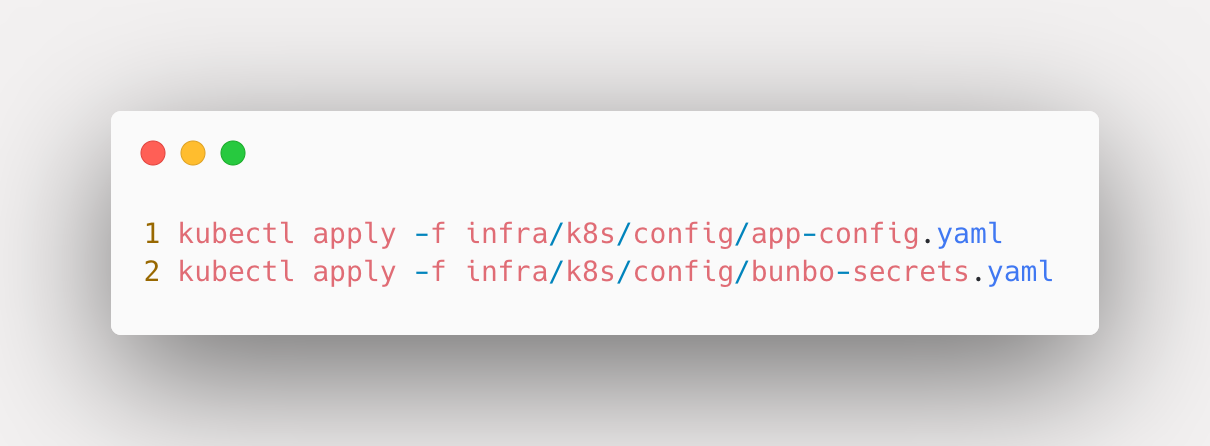 1 kubectl apply -f infra/k8s/config/app-config.yaml
2 kubectl apply -f infra/k8s/config/bunbo-secrets.yaml